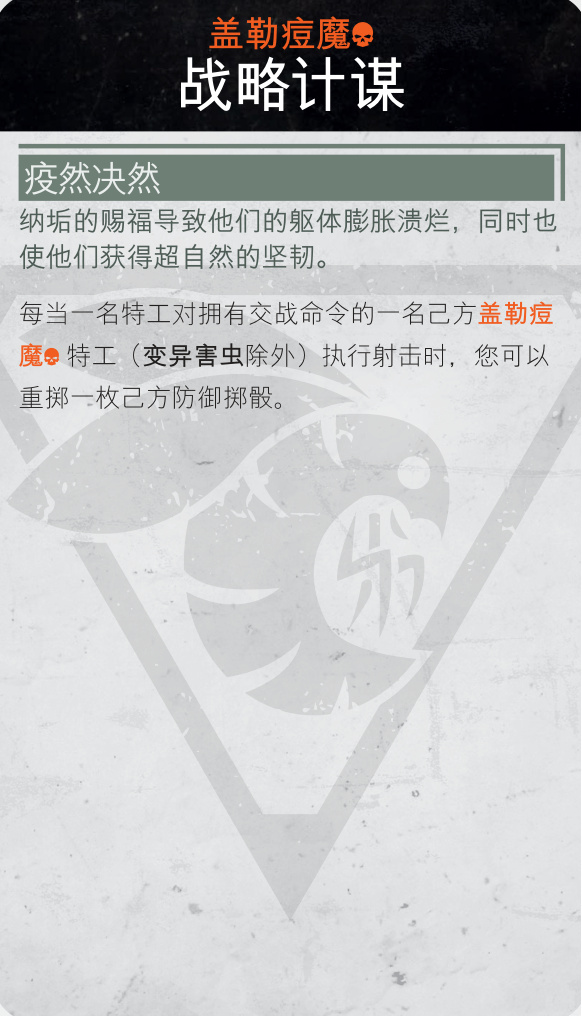 盖勒痘魔
战略计谋
疫然决然
纳垢的赐福导致他们的躯体膨胀溃烂，同时也
使他们获得超自然的坚韧。
每当一名特工对拥有交战命令的一名己方盖勒痘
魔 特工（变异害虫除外）执行射击时，您可以
重掷一枚己方防御掷骰。